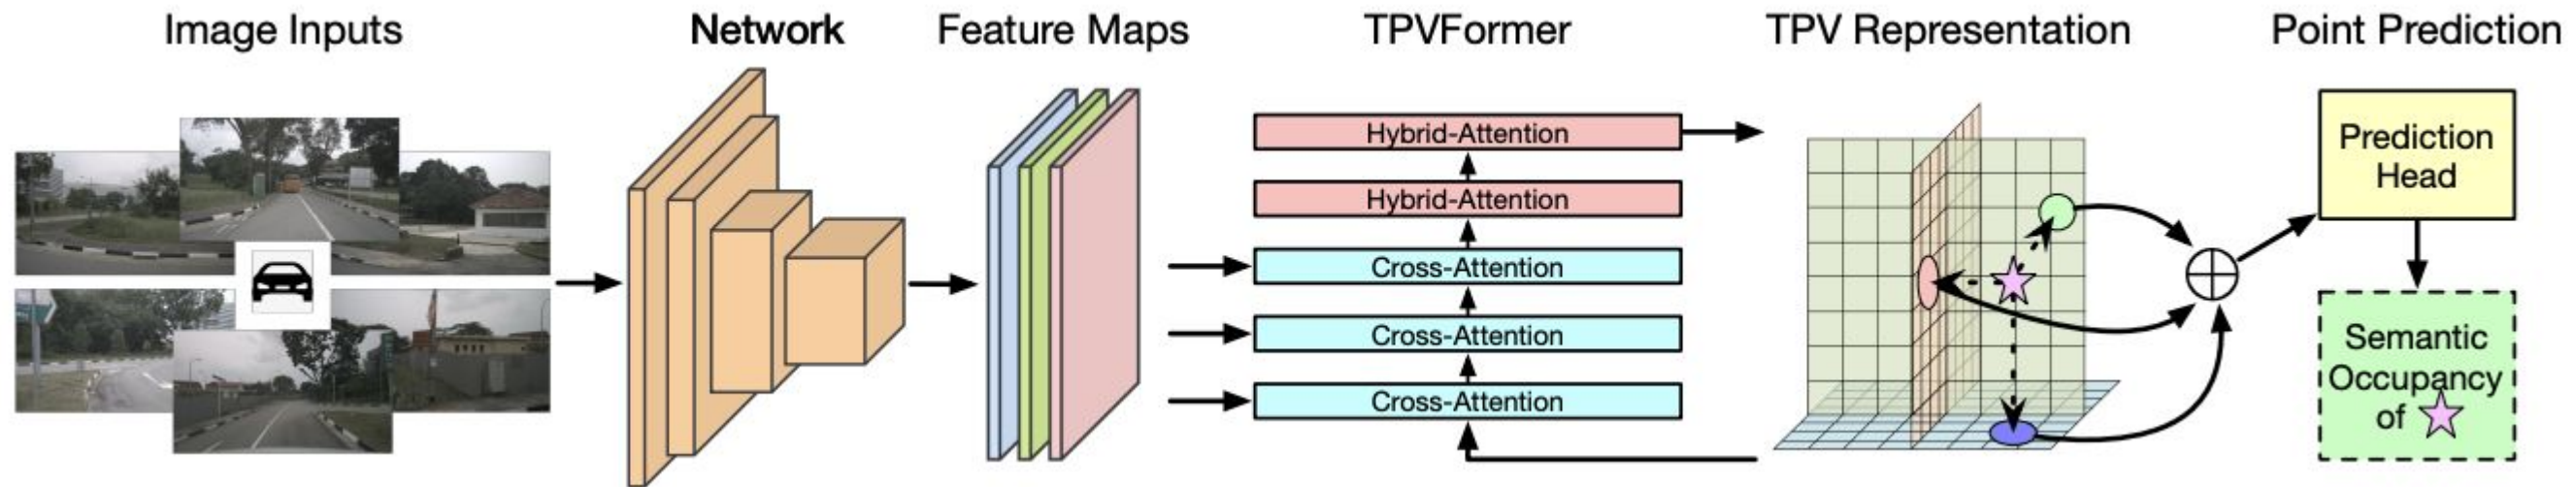 Image Inputs
Network
Feature Maps
TPVFormer
TPV Representation
Point Prediction
Hybrid-Attention
Hybrid-Attention
Cross-Attention
Cross-Attention
Cross-Attention
Prediction
Head
Semantic
Occupancy
of